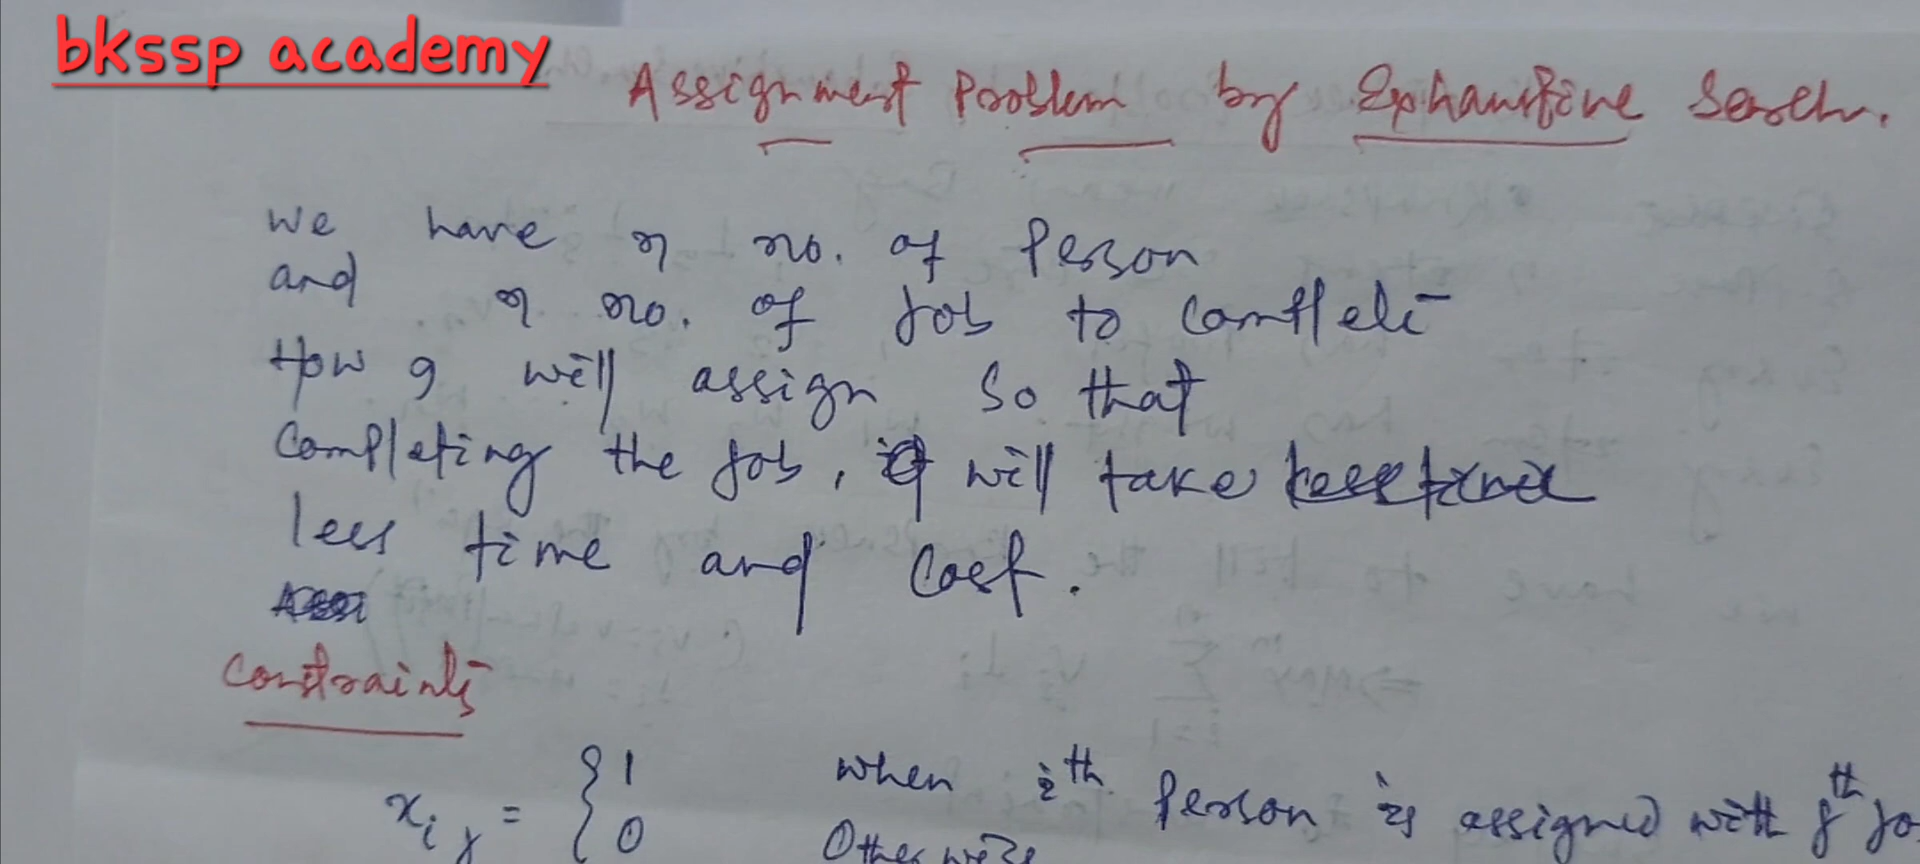 bkssp academy
Assignment Problem by Exhaustive Search.
We have n no. of Person
and n no. of Job to complete
How I will assign so that
Completing the Job, it will take
less time and Cost.
Constraints
xij = { 1 when ith Person is assigned with jth Jo
0 Otherwise